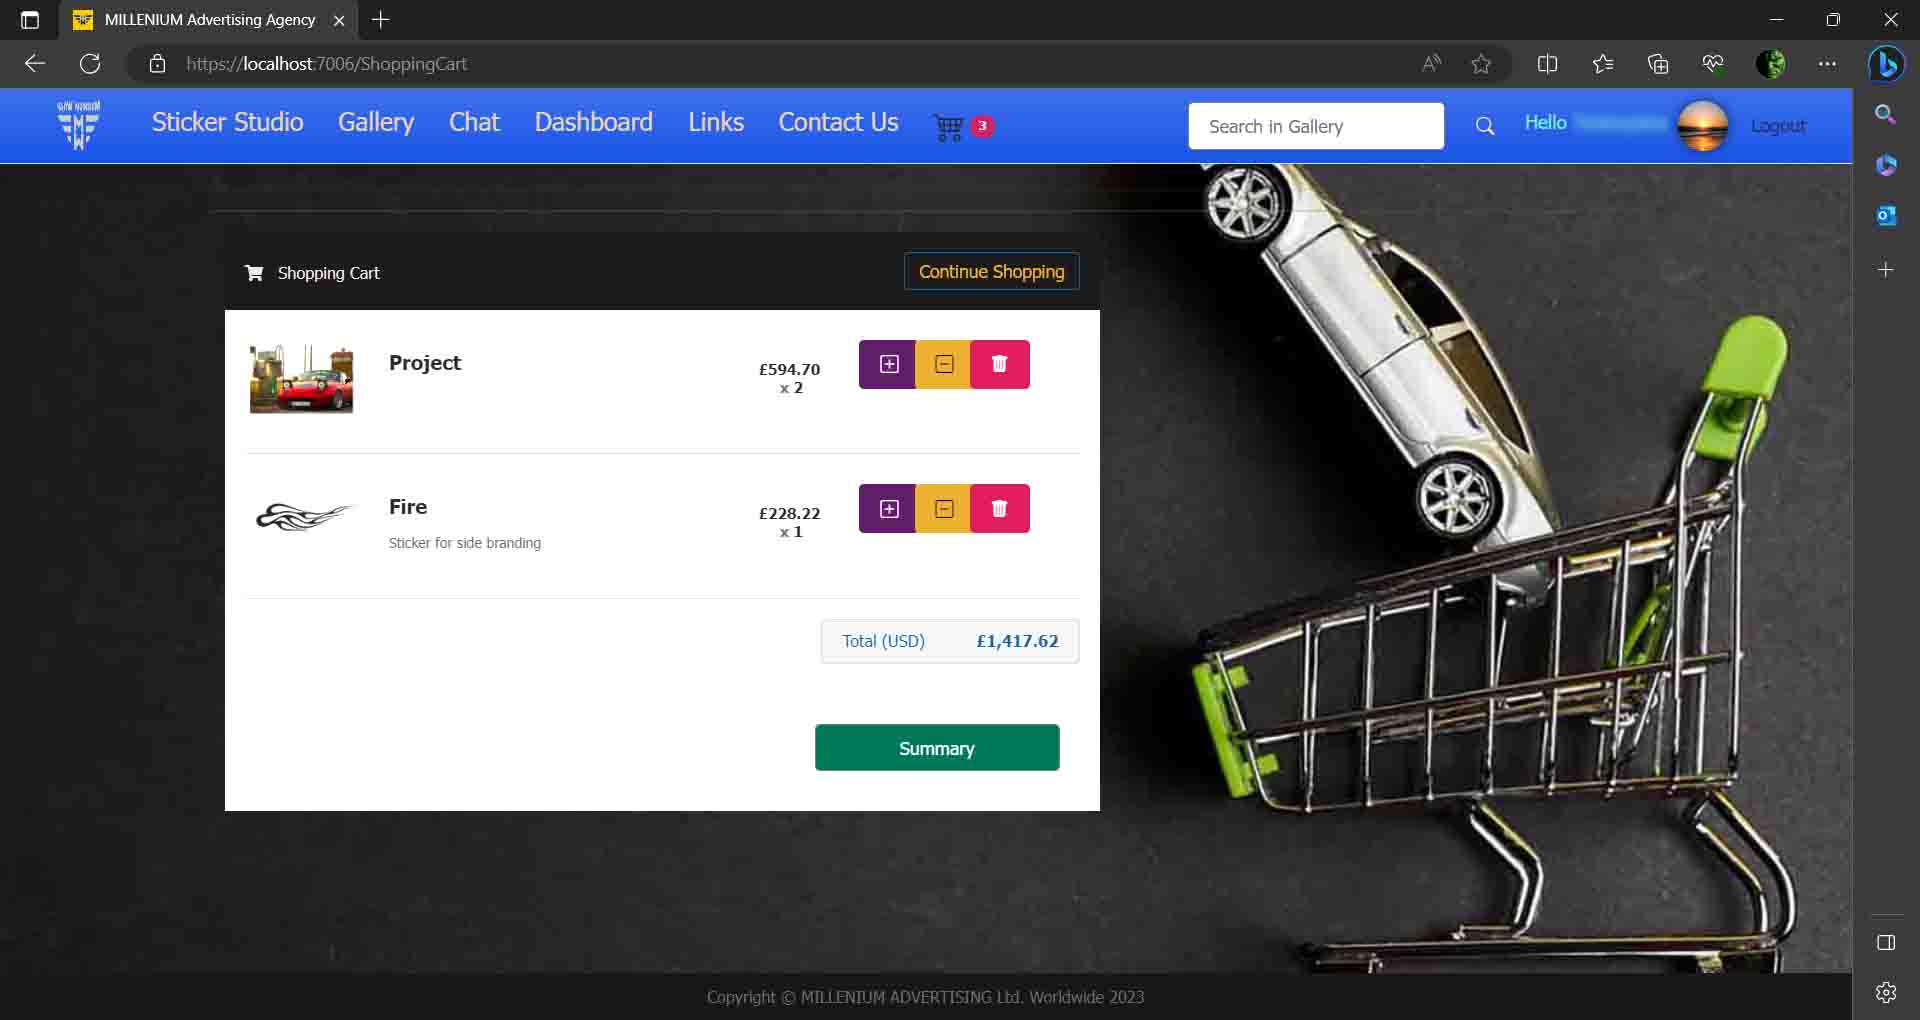 MILLENIUM Advertising Agency
https://localhost:7006/ShoppingCart
Sticker Studio Gallery Chat Dashboard Links Contact Us 3 Search in Gallery Hello Logout
Shopping Cart Continue Shopping
Project
£594.70
x 2
Fire
£228.22
x 1
Sticker for side branding
Total (USD) £1,417.62
Summary
Copyright © MILLENIUM ADVERTISING Ltd. Worldwide 2023